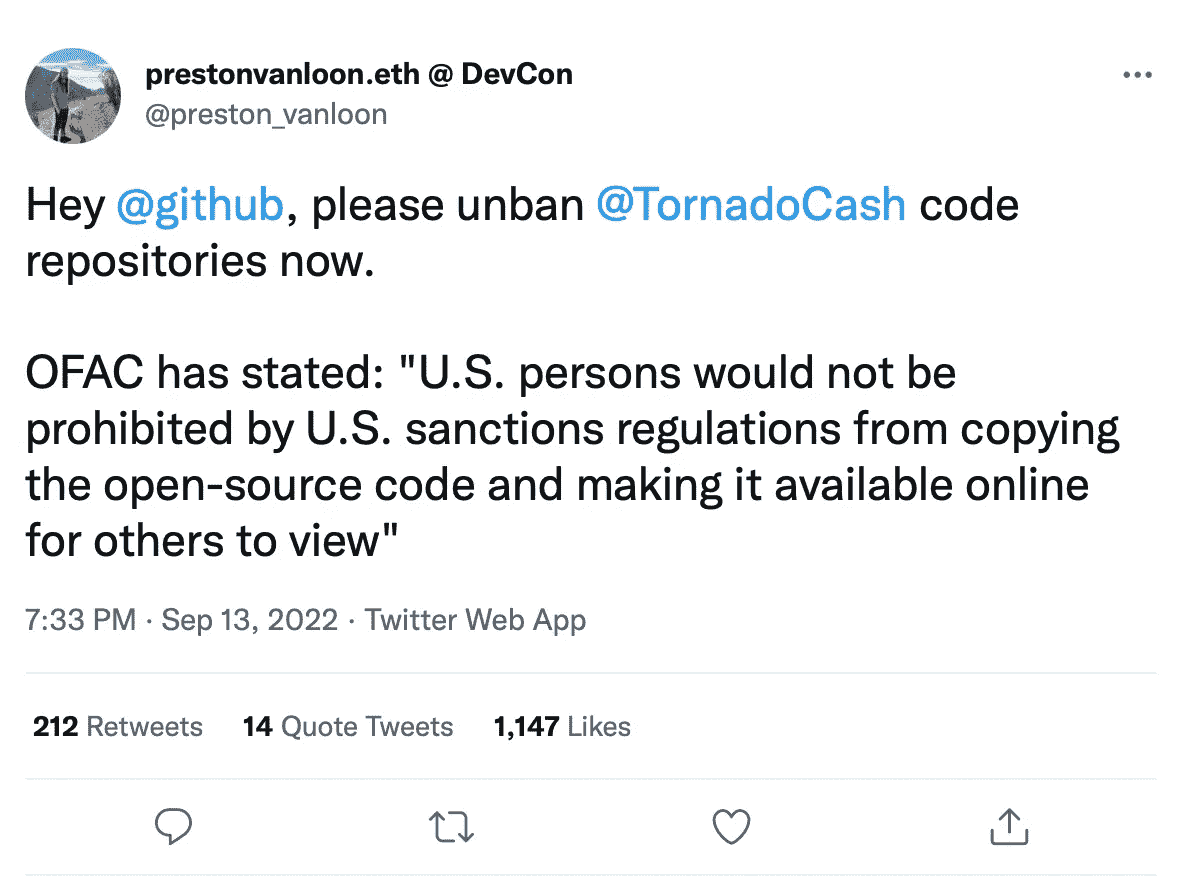 prestonvanloon.eth @ DevCon
@preston_vanloon
Hey @github, please unban @TornadoCash code
repositories now.
OFAC has stated: "U.S. persons would not be
prohibited by U.S. sanctions regulations from copying
the open-source code and making it available online
for others to view"
7:33 PM · Sep 13, 2022 · Twitter Web App
212 Retweets 14 Quote Tweets 1,147 Likes